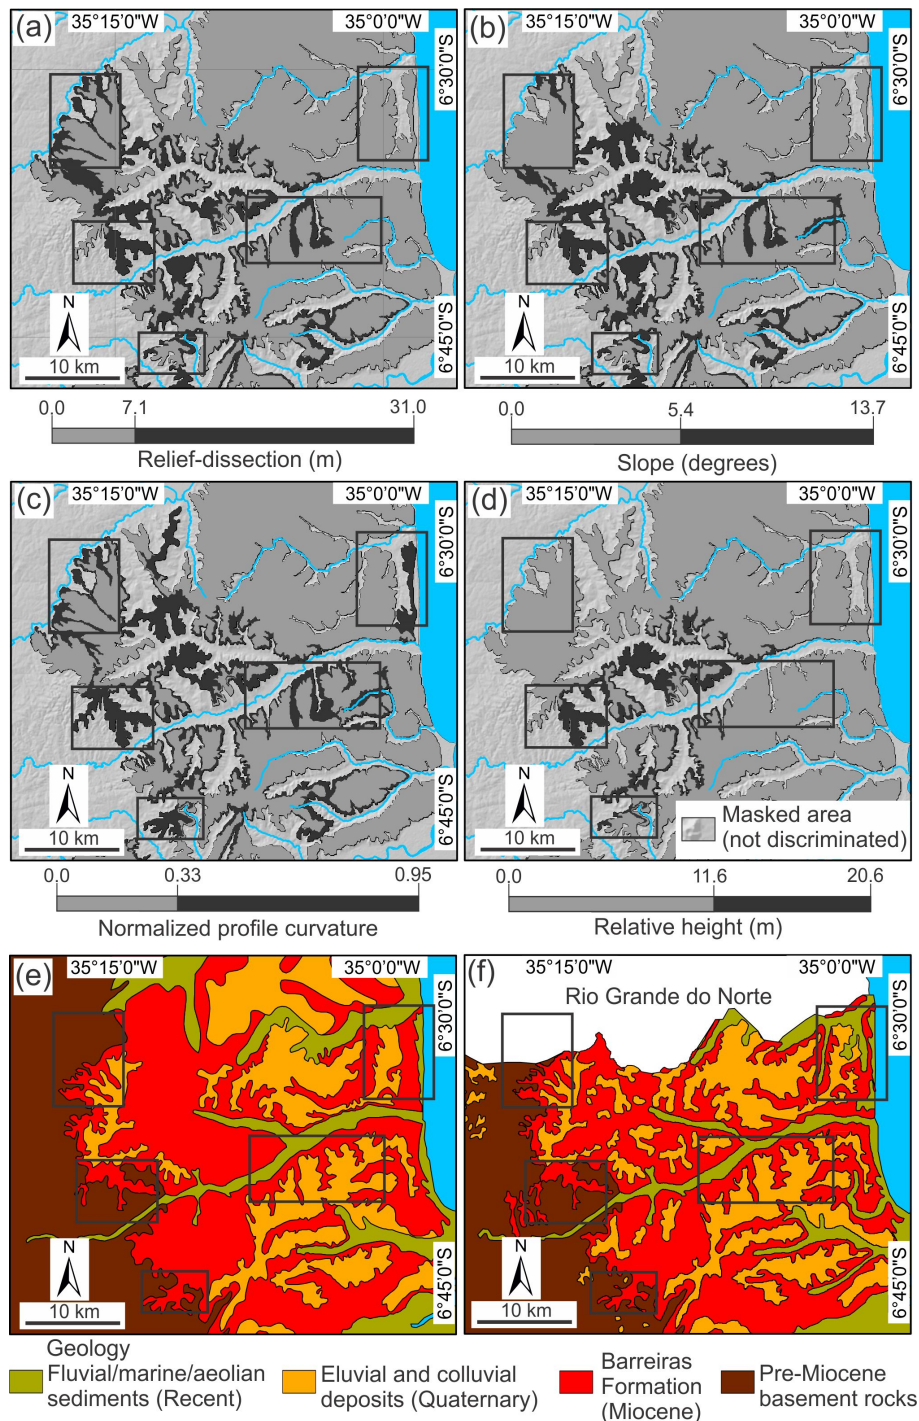 (a)
35°15'0"W
35°0'0"W
6°30'0"S
6°45'0"S
N
10 km
0.0 7.1 31.0
Relief-dissection (m)
(b)
35°15'0"W
35°0'0"W
6°30'0"S
6°45'0"S
N
10 km
0.0 5.4 13.7
Slope (degrees)
(c)
35°15'0"W
35°0'0"W
6°30'0"S
6°45'0"S
N
10 km
0.0 0.33 0.95
Normalized profile curvature
(d)
35°15'0"W
35°0'0"W
6°30'0"S
6°45'0"S
N
10 km
Masked area
(not discriminated)
0.0 11.6 20.6
Relative height (m)
(e)
35°15'0"W
35°0'0"W
6°30'0"S
6°45'0"S
N
10 km
(f)
35°15'0"W
35°0'0"W
Rio Grande do Norte
6°30'0"S
6°45'0"S
N
10 km
Geology
Fluvial/marine/aeolian
sediments (Recent)
Eluvial and colluvial
deposits (Quaternary)
Barreiras
Formation
(Miocene)
Pre-Miocene
basement rocks